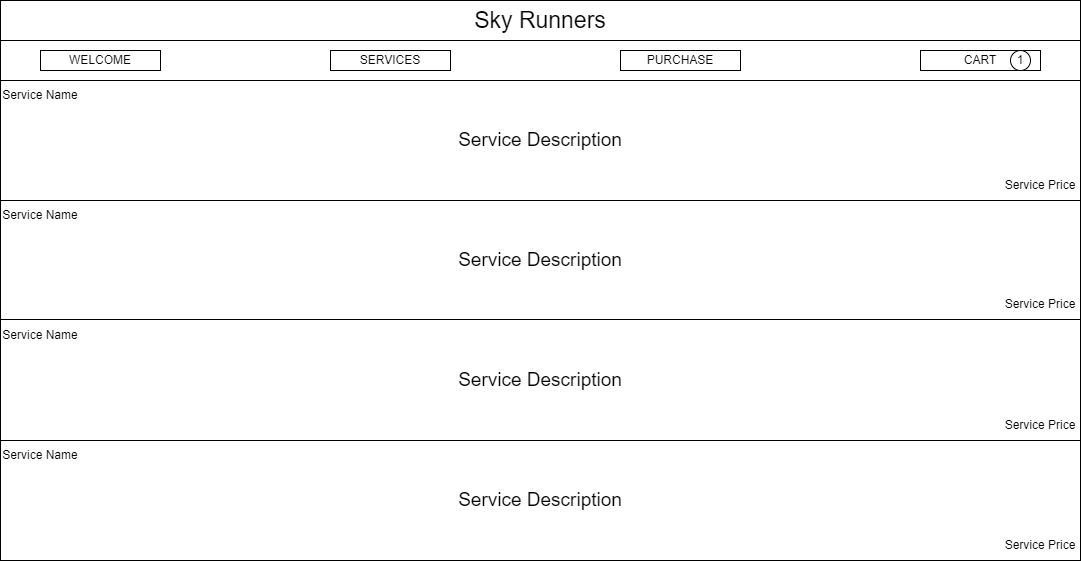 Sky Runners
WELCOME
SERVICES
PURCHASE
CART
1
Service Name
Service Description
Service Price
Service Name
Service Description
Service Price
Service Name
Service Description
Service Price
Service Name
Service Description
Service Price